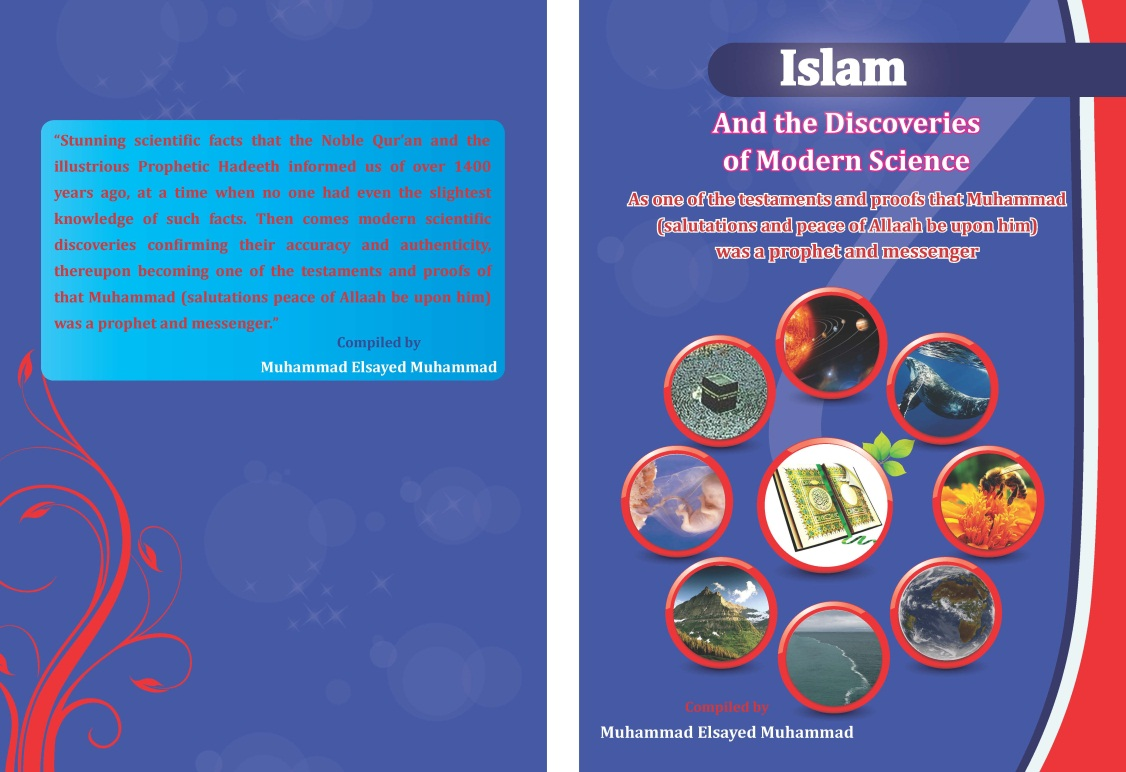 “Stunning scientific facts that the Noble Qur’an and the
illustrious Prophetic Hadeeth informed us of over 1400
years ago, at a time when no one had even the slightest
knowledge of such facts. Then comes modern scientific
discoveries confirming their accuracy and authenticity,
thereupon becoming one of the testaments and proofs of
that Muhammad (salutations peace of Allaah be upon him)
was a prophet and messenger.”
Compiled by
Muhammad Elsayed Muhammad
Islam
And the Discoveries
of Modern Science
As one of the testaments and proofs that Muhammad
(salutations and peace of Allaah be upon him)
was a prophet and messenger
Compiled by
Muhammad Elsayed Muhammad